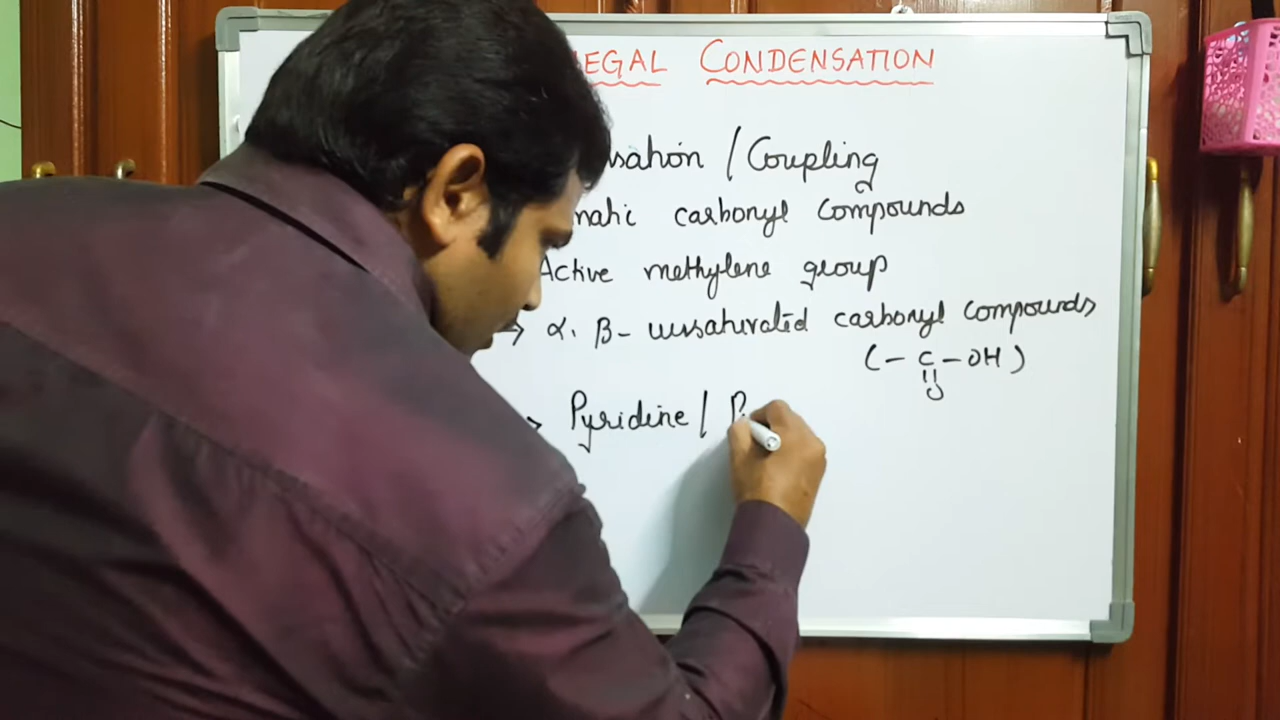 EGAL CONDENSATION
sation / Coupling
matic carbonyl compounds
Active methylene group
→ α, β- unsaturated carbonyl compounds
(- C - OH)
O
→ Pyridine / P